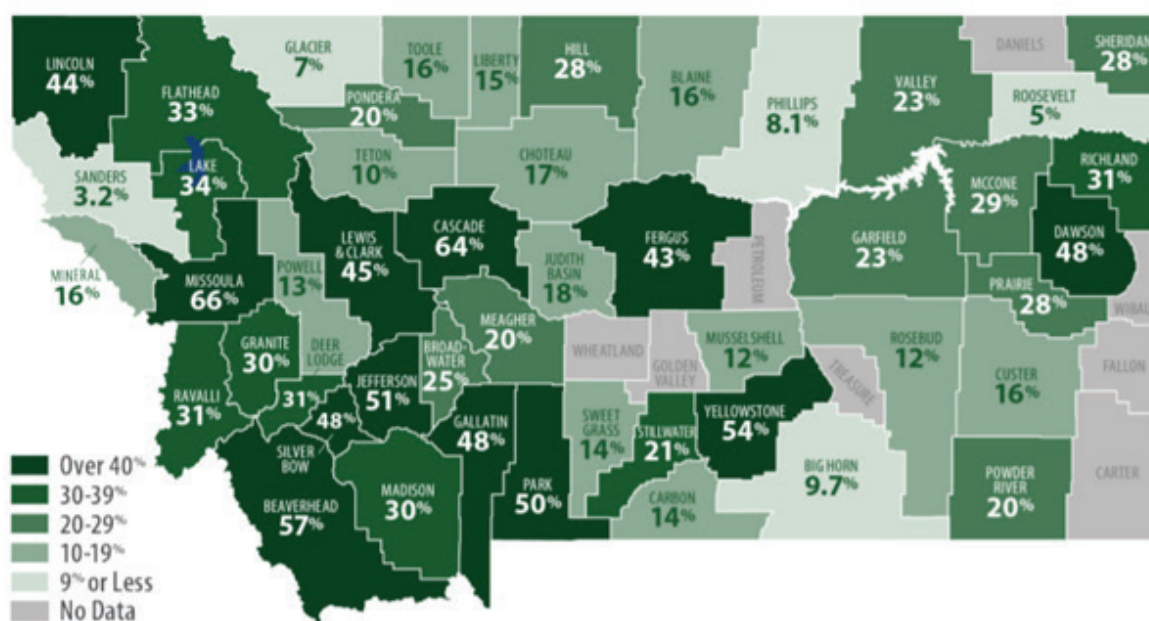 LINCOLN
44%
FLATHEAD
33%
GLACIER
7%
TOOLE
16%
LIBERTY
15%
HILL
28%
BLAINE
16%
PHILLIPS
8.1%
VALLEY
23%
DANIELS
SHERIDAN
28%
ROOSEVELT
5%
PONDERA
20%
SANDERS
3.2%
LAKE
34%
TETON
10%
CHOTEAU
17%
MCCONE
29%
RICHLAND
31%
MINERAL
16%
MISSOULA
66%
POWELL
13%
LEWIS
& CLARK
45%
CASCADE
64%
JUDITH
BASIN
18%
FERGUS
43%
PETROLEUM
GARFIELD
23%
DAWSON
48%
PRAIRIE
28%
WIBAU
GRANITE
30%
DEER
LODGE
31%
MEAGHER
20%
BROAD
WATER
25%
WHEATLAND
GOLDEN
VALLEY
MUSSELSHELL
12%
TREASURE
ROSEBUD
12%
CUSTER
16%
FALLON
RAVALLI
31%
JEFFERSON
51%
48%
SILVER
BOW
GALLATIN
48%
SWEET
GRASS
14%
STILLWATER
21%
YELLOWSTONE
54%
BEAVERHEAD
57%
MADISON
30%
PARK
50%
CARBON
14%
BIG HORN
9.7%
POWDER
RIVER
20%
CARTER
Over 40%
30-39%
20-29%
10-19%
9% or Less
No Data